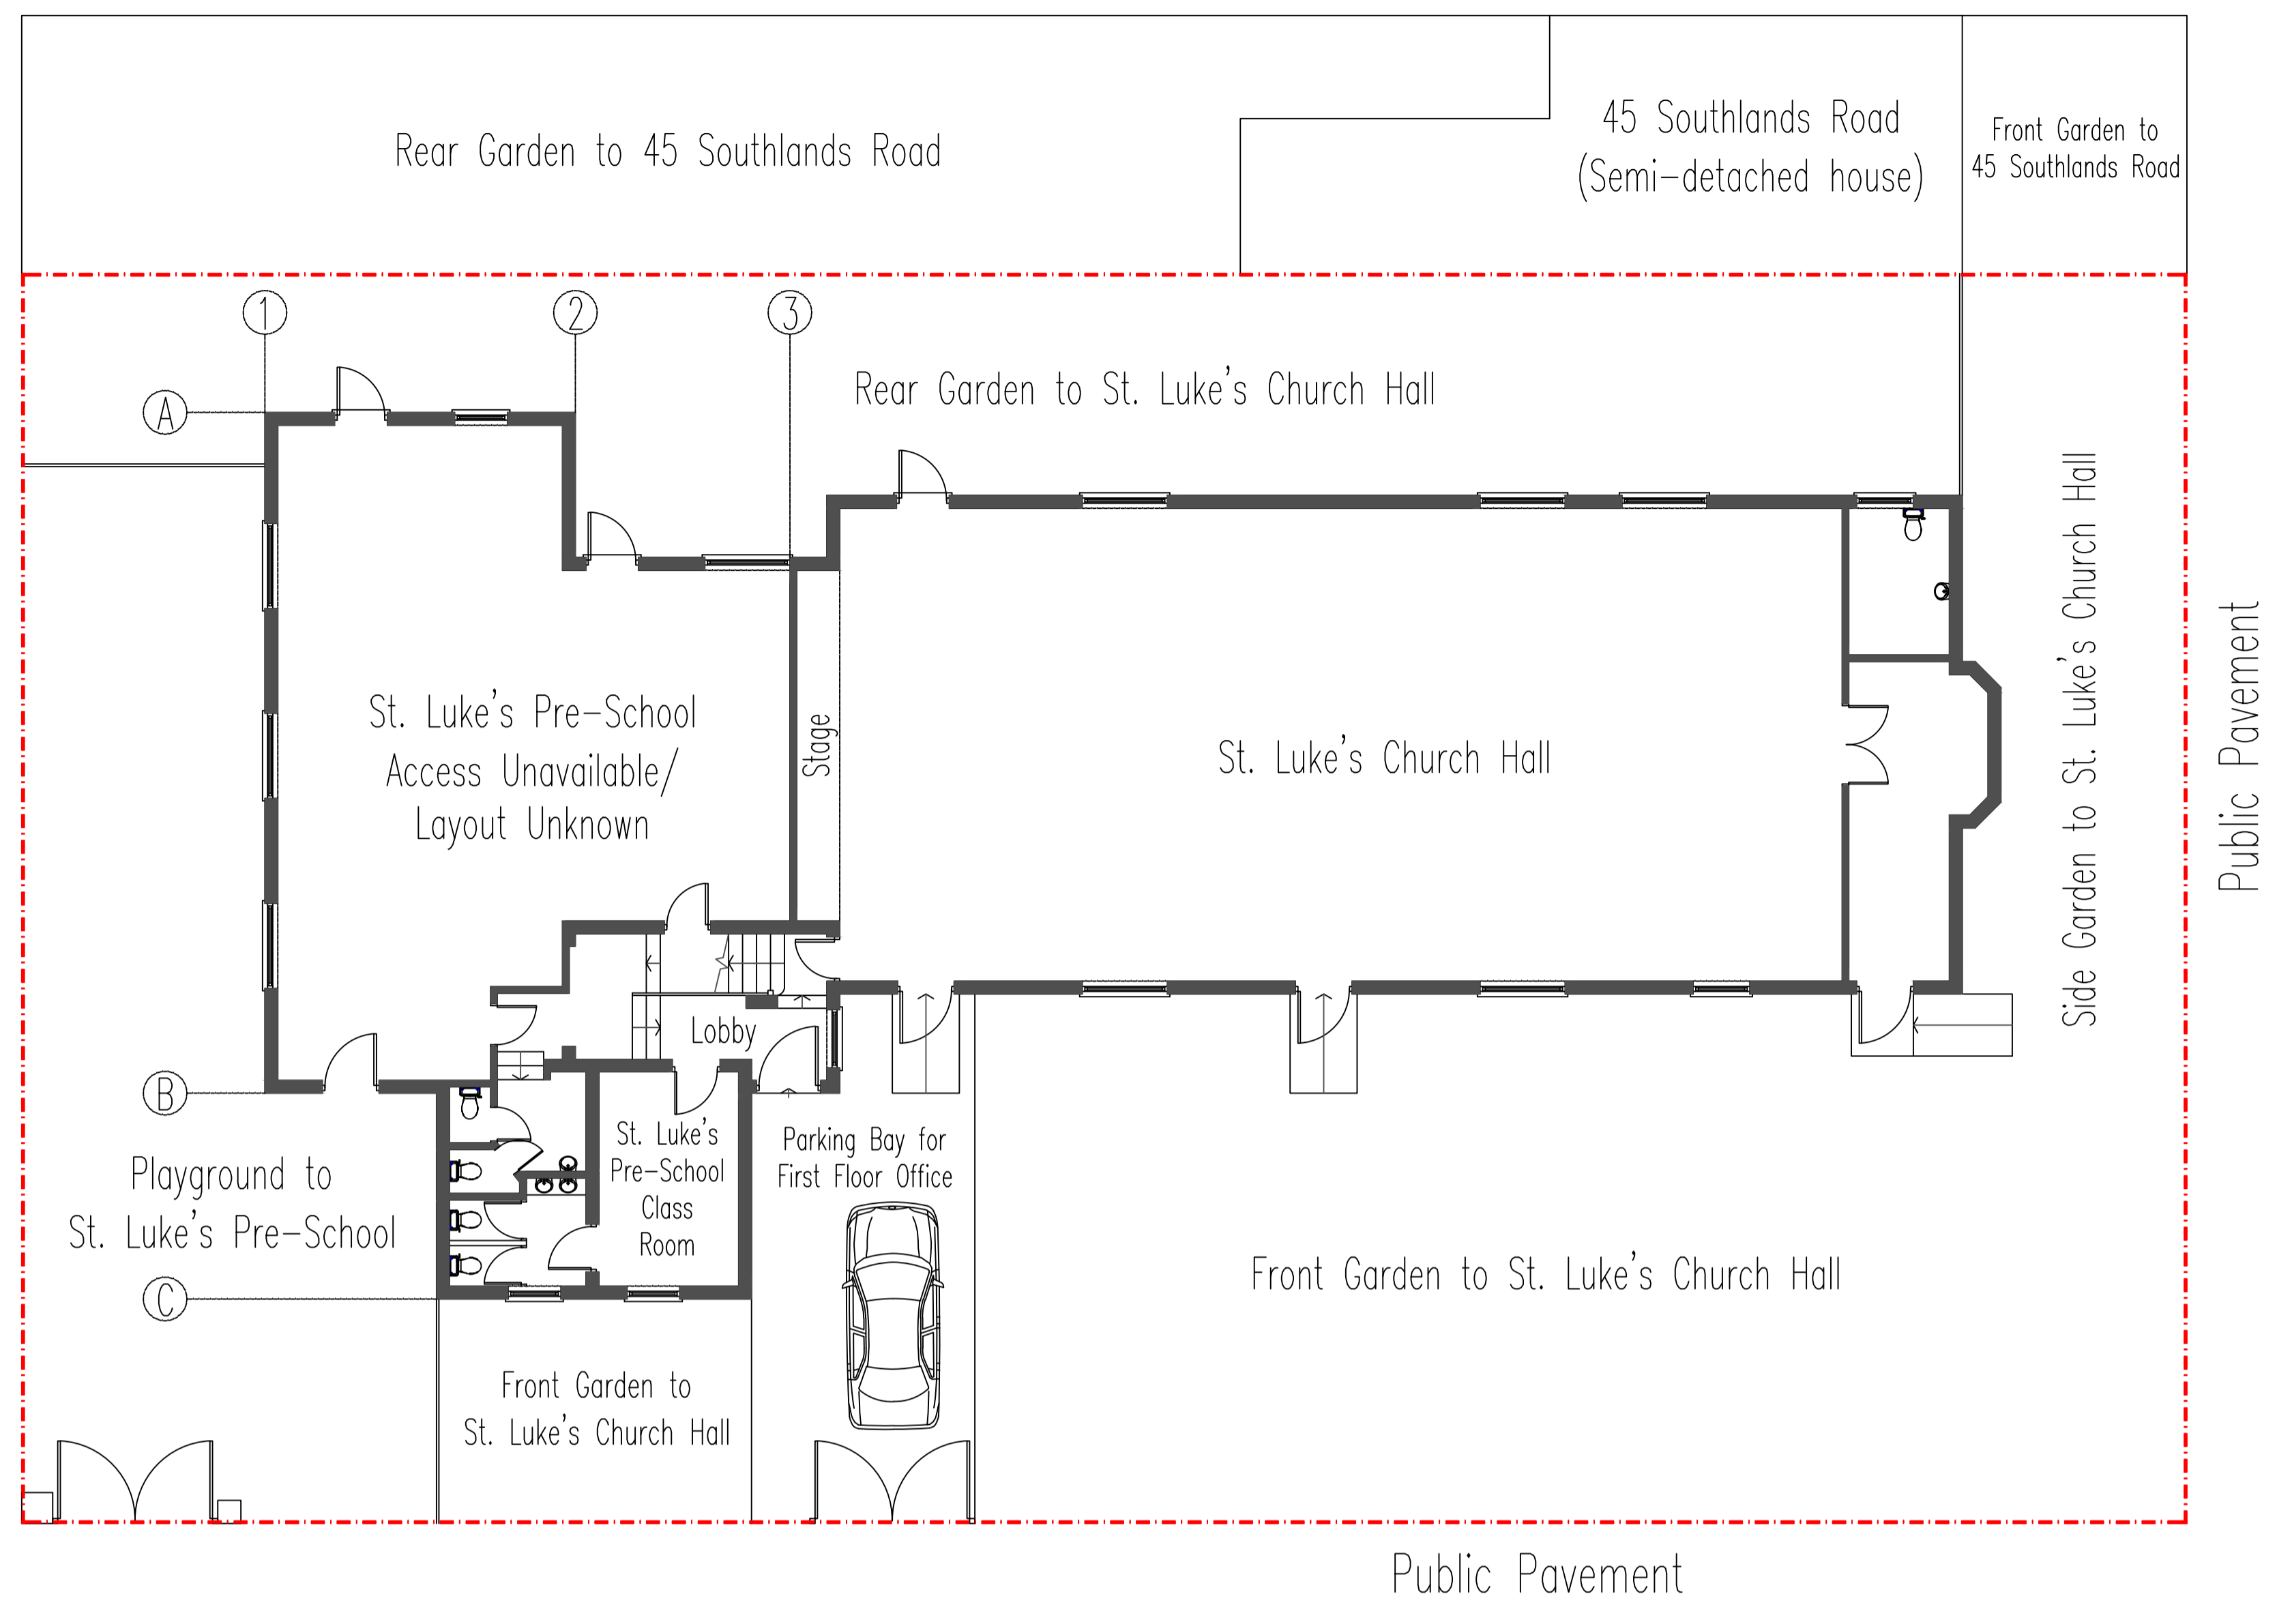 Rear Garden to 45 Southlands Road
45 Southlands Road
(Semi-detached house)
Front Garden to
45 Southlands Road
1
2
3
A
Rear Garden to St. Luke's Church Hall
St. Luke's Pre-School
Access Unavailable/
Layout Unknown
Stage
St. Luke's Church Hall
Side Garden to St. Luke's Church Hall
Public Pavement
Lobby
B
Playground to
St. Luke's Pre-School
St. Luke's
Pre-School
Class
Room
Parking Bay for
First Floor Office
C
Front Garden to St. Luke's Church Hall
Front Garden to
St. Luke's Church Hall
Public Pavement